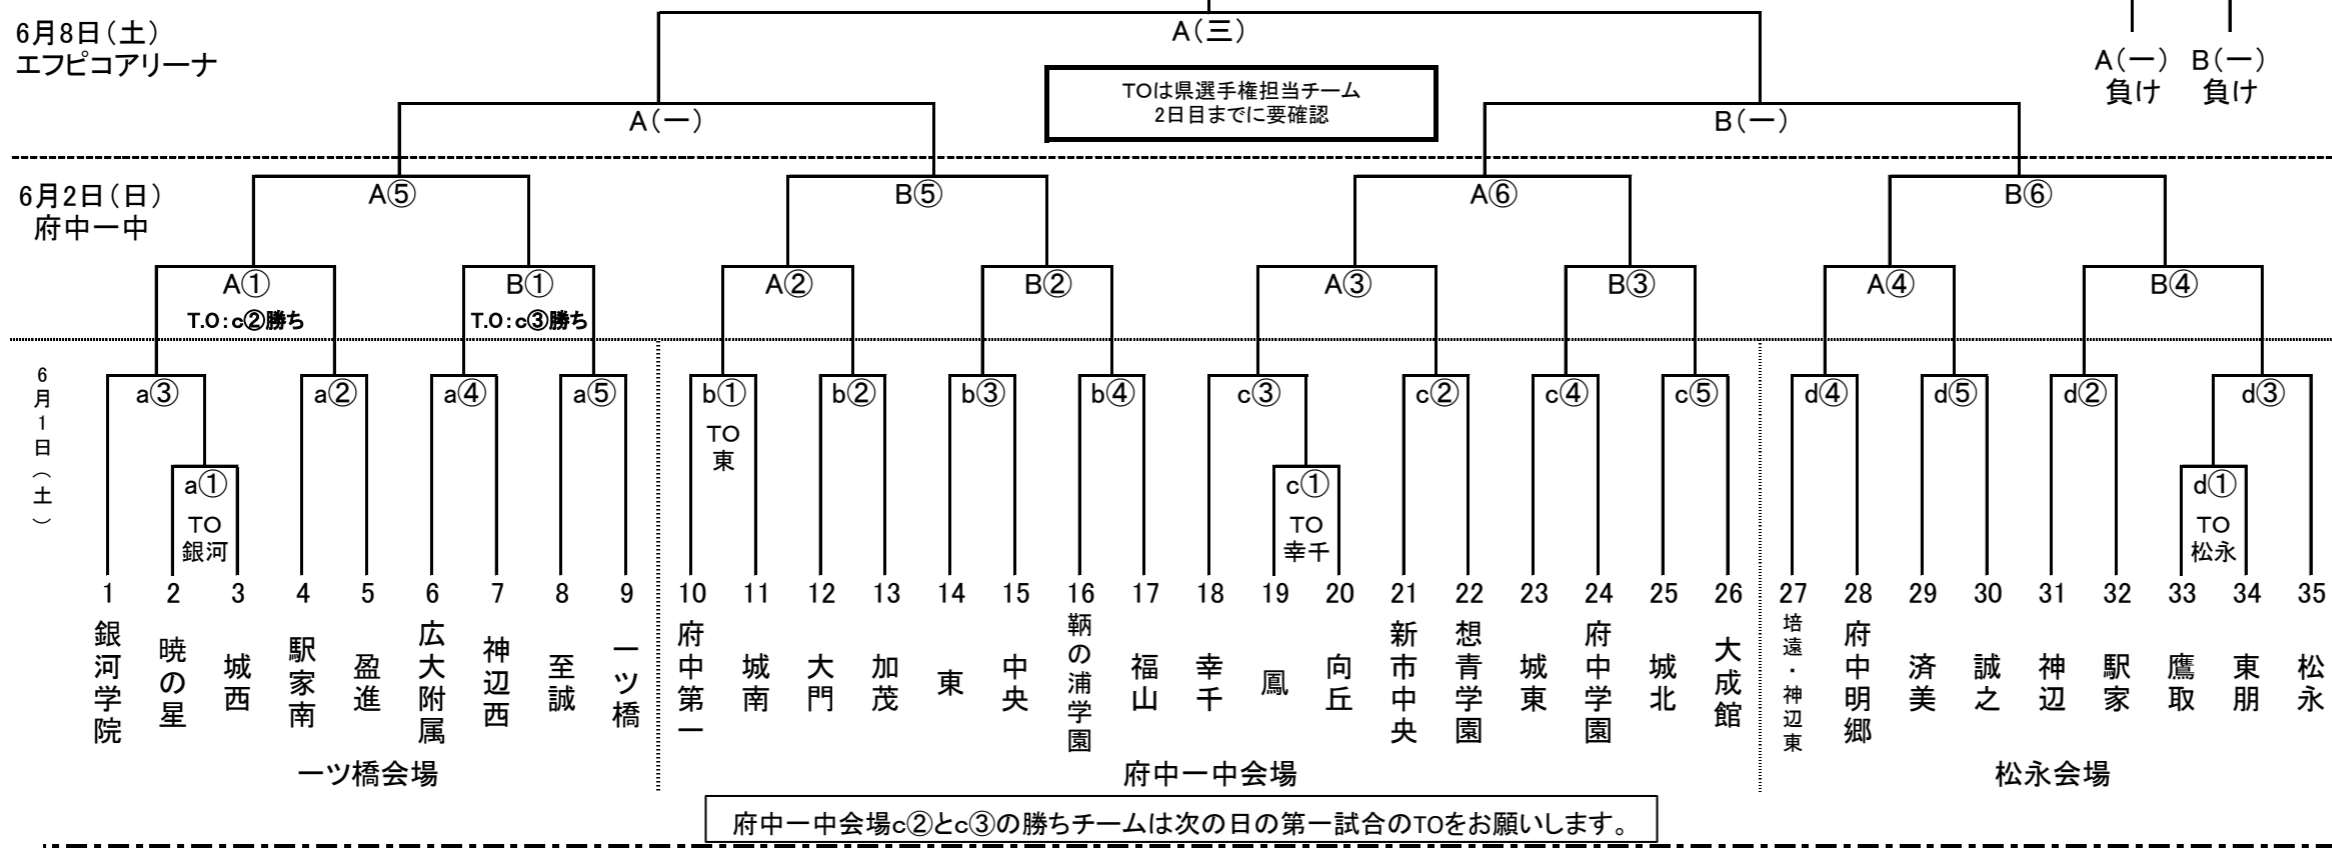 6月8日（土）
エフピコアリーナ
A（三）
TOは県選手権担当チーム
2日目までに要確認
A（一）
負け
B（一）
負け
A（一）
B（一）
6月2日（日）
府中一中
A⑤
B⑤
A⑥
B⑥
A①
T.O：c②勝ち
B①
T.O：c③勝ち
A②
B②
A③
B③
A④
B④
6月1日（土）
a③
a②
a④
a⑤
b①
TO
東
b②
b③
b④
c③
c②
c④
c⑤
d④
d⑤
d②
d③
a①
TO
銀河
c①
TO
幸千
d①
TO
松永
1 2 3 4 5 6 7 8 9 10 11 12 13 14 15 16 17 18 19 20 21 22 23 24 25 26 27 28 29 30 31 32 33 34 35
銀河学院
暁の星
城西
駅家南
盈進
広大附属
神辺西
至誠
一ツ橋
府中第一
城南
大門
加茂
東
中央
鞆の浦学園
福山
幸千
鳳
向丘
新市中央
想青学園
城東
府中学園
城北
大成館
培遠・神辺東
府中明郷
済美
誠之
神辺
駅家
鷹取
東朋
松永
一ツ橋会場
府中一中会場
松永会場
府中一中会場c②とc③の勝ちチームは次の日の第一試合のTOをお願いします。